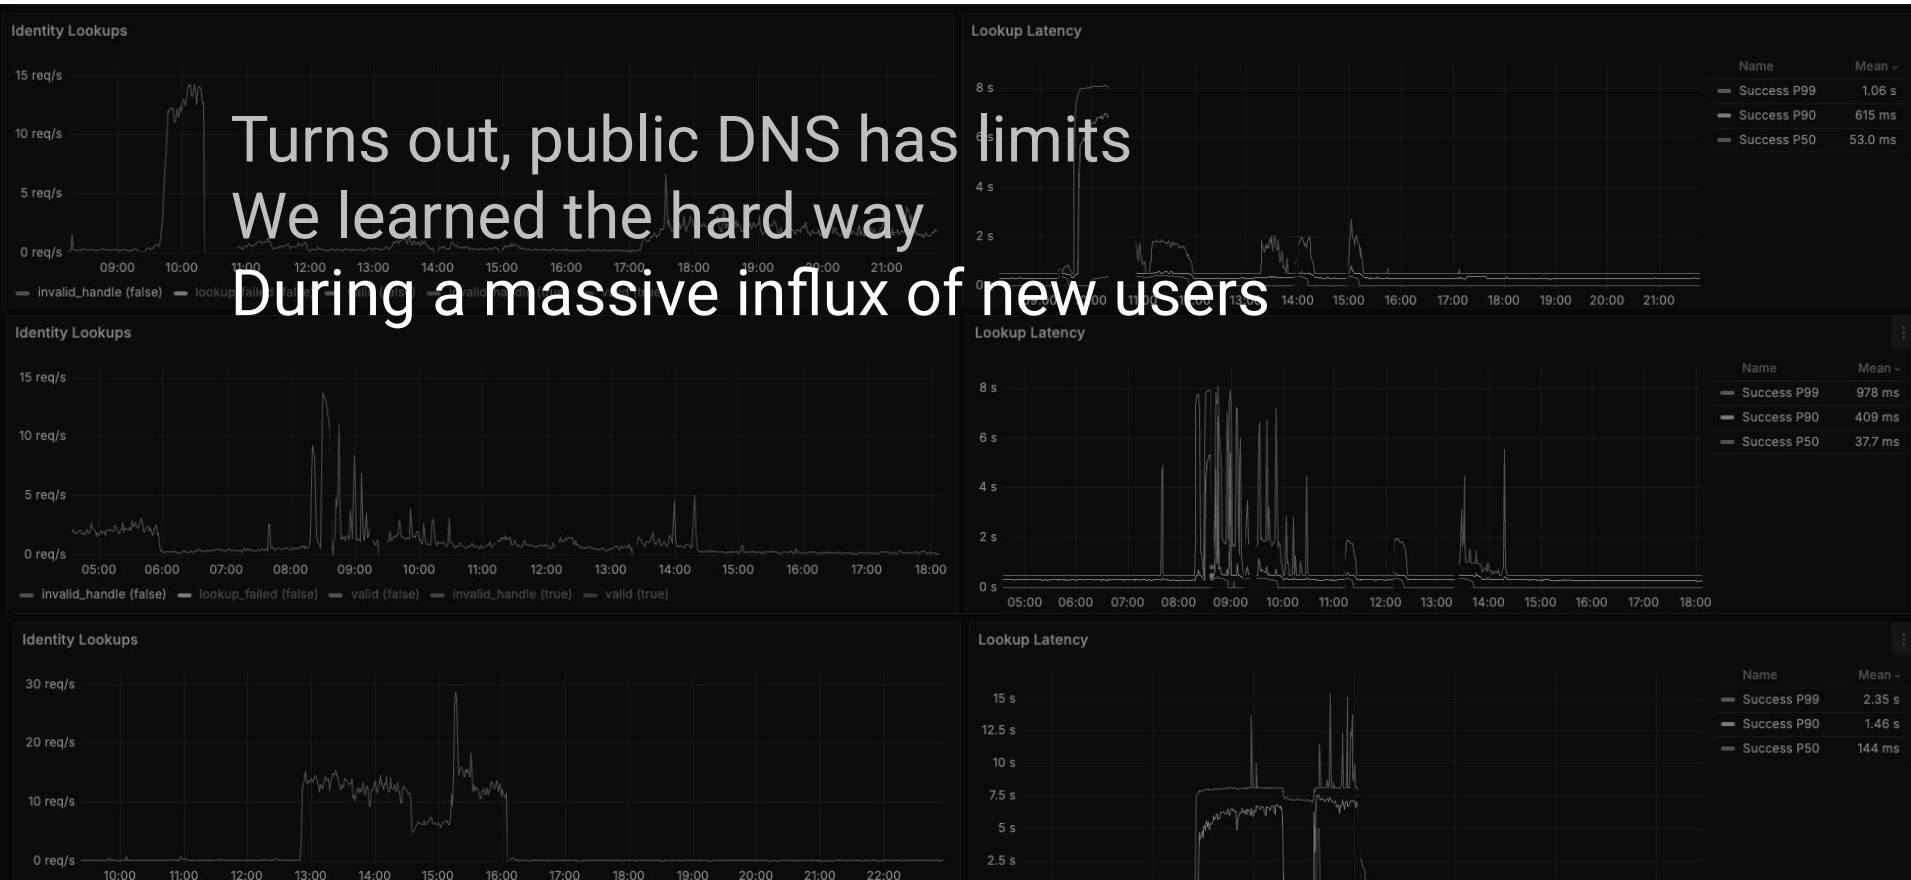 Identity Lookups
15 req/s
10 req/s
5 req/s
0 req/s
09:00 10:00 11:00 12:00 13:00 14:00 15:00 16:00 17:00 18:00 19:00 20:00 21:00
invalid_handle (false)
Lookup Latency
8 s
6 s
4 s
2 s
13:00 14:00 15:00 16:00 17:00 18:00 19:00 20:00 21:00
Name Mean
Success P99 1.06 s
Success P90 615 ms
Success P50 53.0 ms
Turns out, public DNS has limits
We learned the hard way
During a massive influx of new users
Identity Lookups
15 req/s
10 req/s
5 req/s
0 req/s
05:00 06:00 07:00 08:00 09:00 10:00 11:00 12:00 13:00 14:00 15:00 16:00 17:00 18:00
invalid_handle (false) lookup_failed (false) valid (false) invalid_handle (true) valid (true)
Lookup Latency
8 s
6 s
4 s
2 s
0 s
05:00 06:00 07:00 08:00 09:00 10:00 11:00 12:00 13:00 14:00 15:00 16:00 17:00 18:00
Name Mean
Success P99 978 ms
Success P90 409 ms
Success P50 37.7 ms
Identity Lookups
30 req/s
20 req/s
10 req/s
0 req/s
10:00 11:00 12:00 13:00 14:00 15:00 16:00 17:00 18:00 19:00 20:00 21:00 22:00
Lookup Latency
15 s
12.5 s
10 s
7.5 s
5 s
2.5 s
Name Mean
Success P99 2.35 s
Success P90 1.46 s
Success P50 144 ms